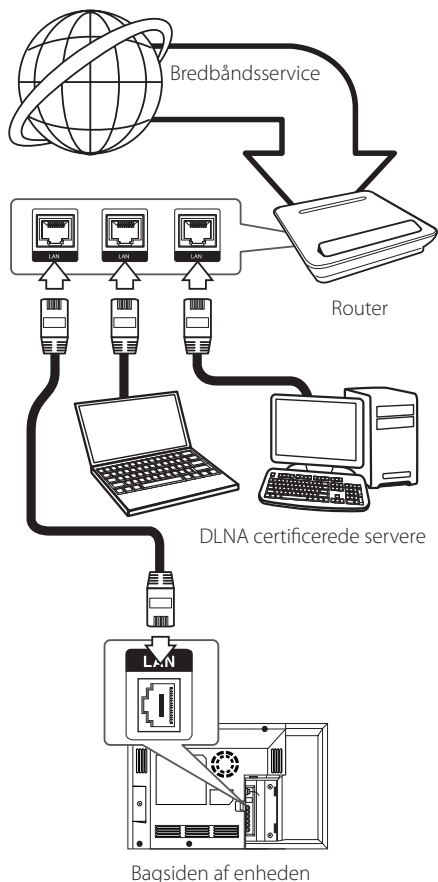 Bredbåndsservice
LAN
LAN
LAN
Router
DLNA certificerede servere
LAN
Bagsiden af enheden